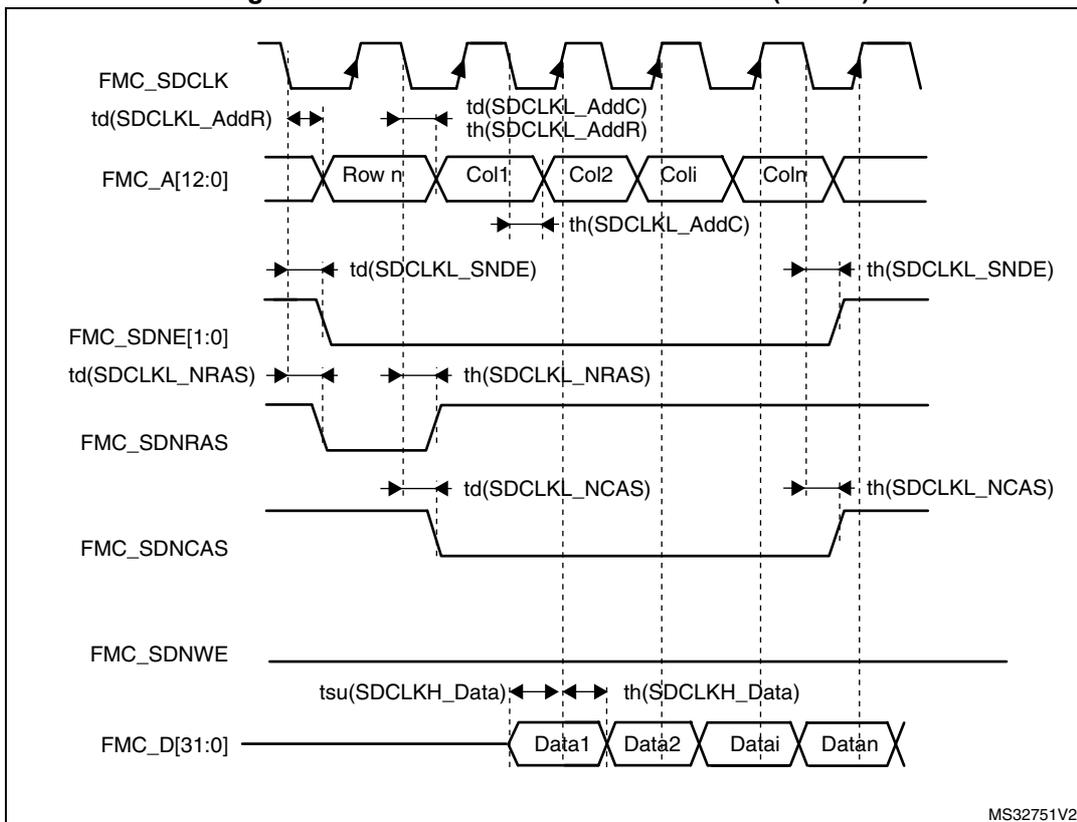 FMC_SDCLK
td(SDCLKL_AddR)
td(SDCLKL_AddC)
th(SDCLKL_AddR)
FMC_A[12:0]
Row n
Col1
Col2
Coli
Coln
th(SDCLKL_AddC)
td(SDCLKL_SNDE)
th(SDCLKL_SNDE)
FMC_SDNE[1:0]
td(SDCLKL_NRAS)
th(SDCLKL_NRAS)
FMC_SDNRAS
td(SDCLKL_NCAS)
th(SDCLKL_NCAS)
FMC_SDNCAS
FMC_SDNWE
tsu(SDCLKH_Data)
th(SDCLKH_Data)
FMC_D[31:0]
Data1
Data2
Datai
Datan
MS32751V2